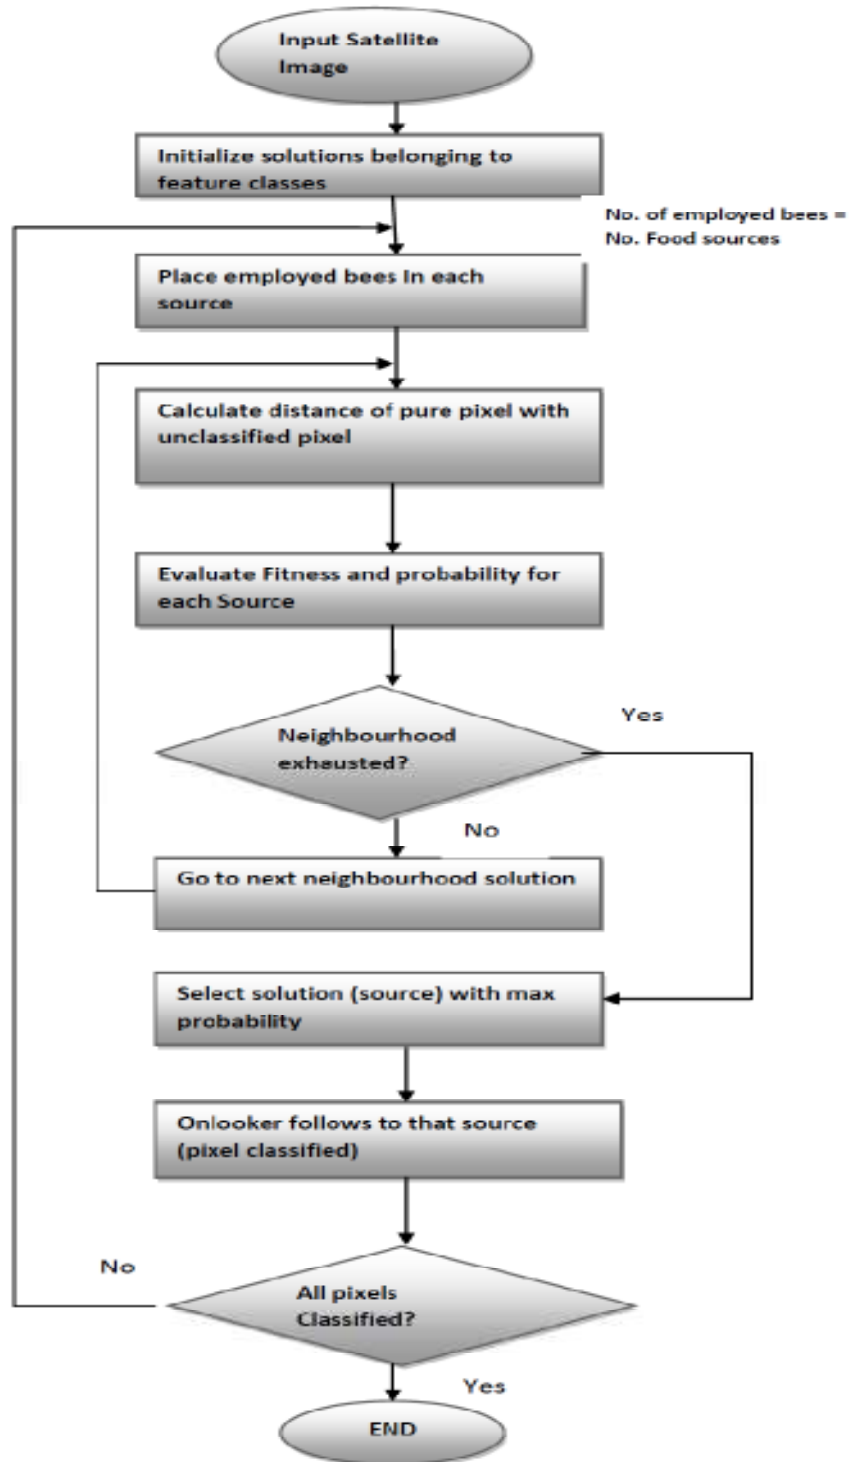 Input Satellite
Image
Initialize solutions belonging to
feature classes
No. of employed bees =
No. Food sources
Place employed bees In each
source
Calculate distance of pure pixel with
unclassified pixel
Evaluate Fitness and probability for
each Source
Neighbourhood
exhausted?
Yes
No
Go to next neighbourhood solution
Select solution (source) with max
probability
Onlooker follows to that source
(pixel classified)
No
All pixels
Classified?
Yes
END